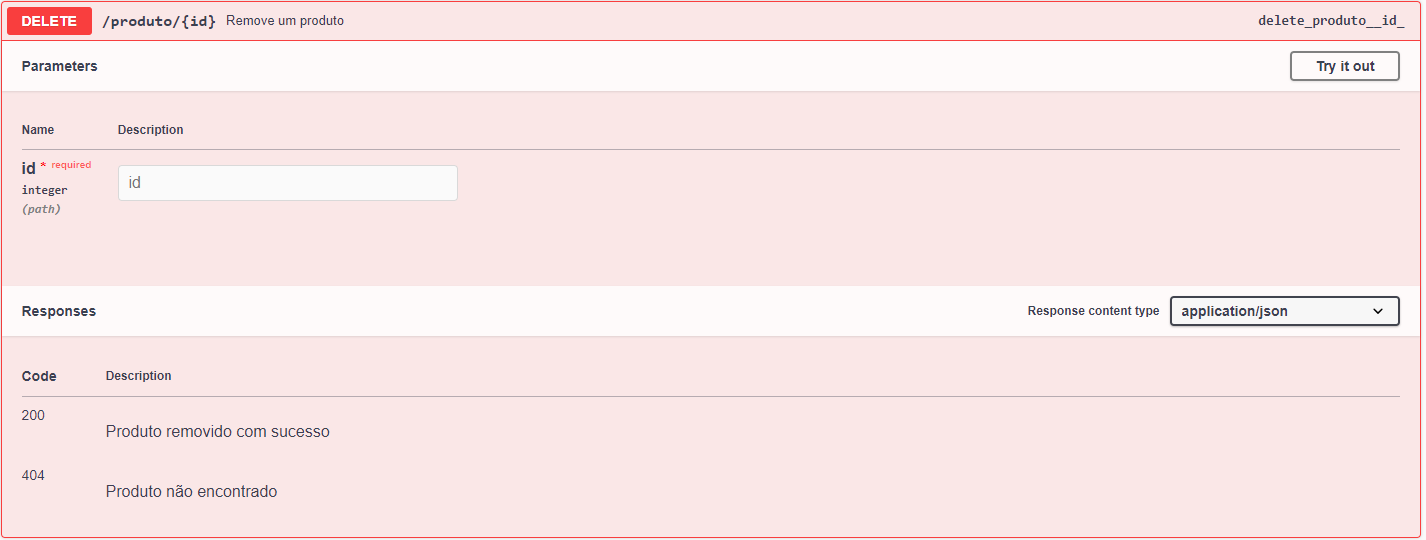 DELETE /produto/{id} Remove um produto delete_produto__id_
Parameters Try it out
Name Description
id * required id
integer
(path)
Responses Response content type application/json
Code Description
200
Produto removido com sucesso
404
Produto não encontrado